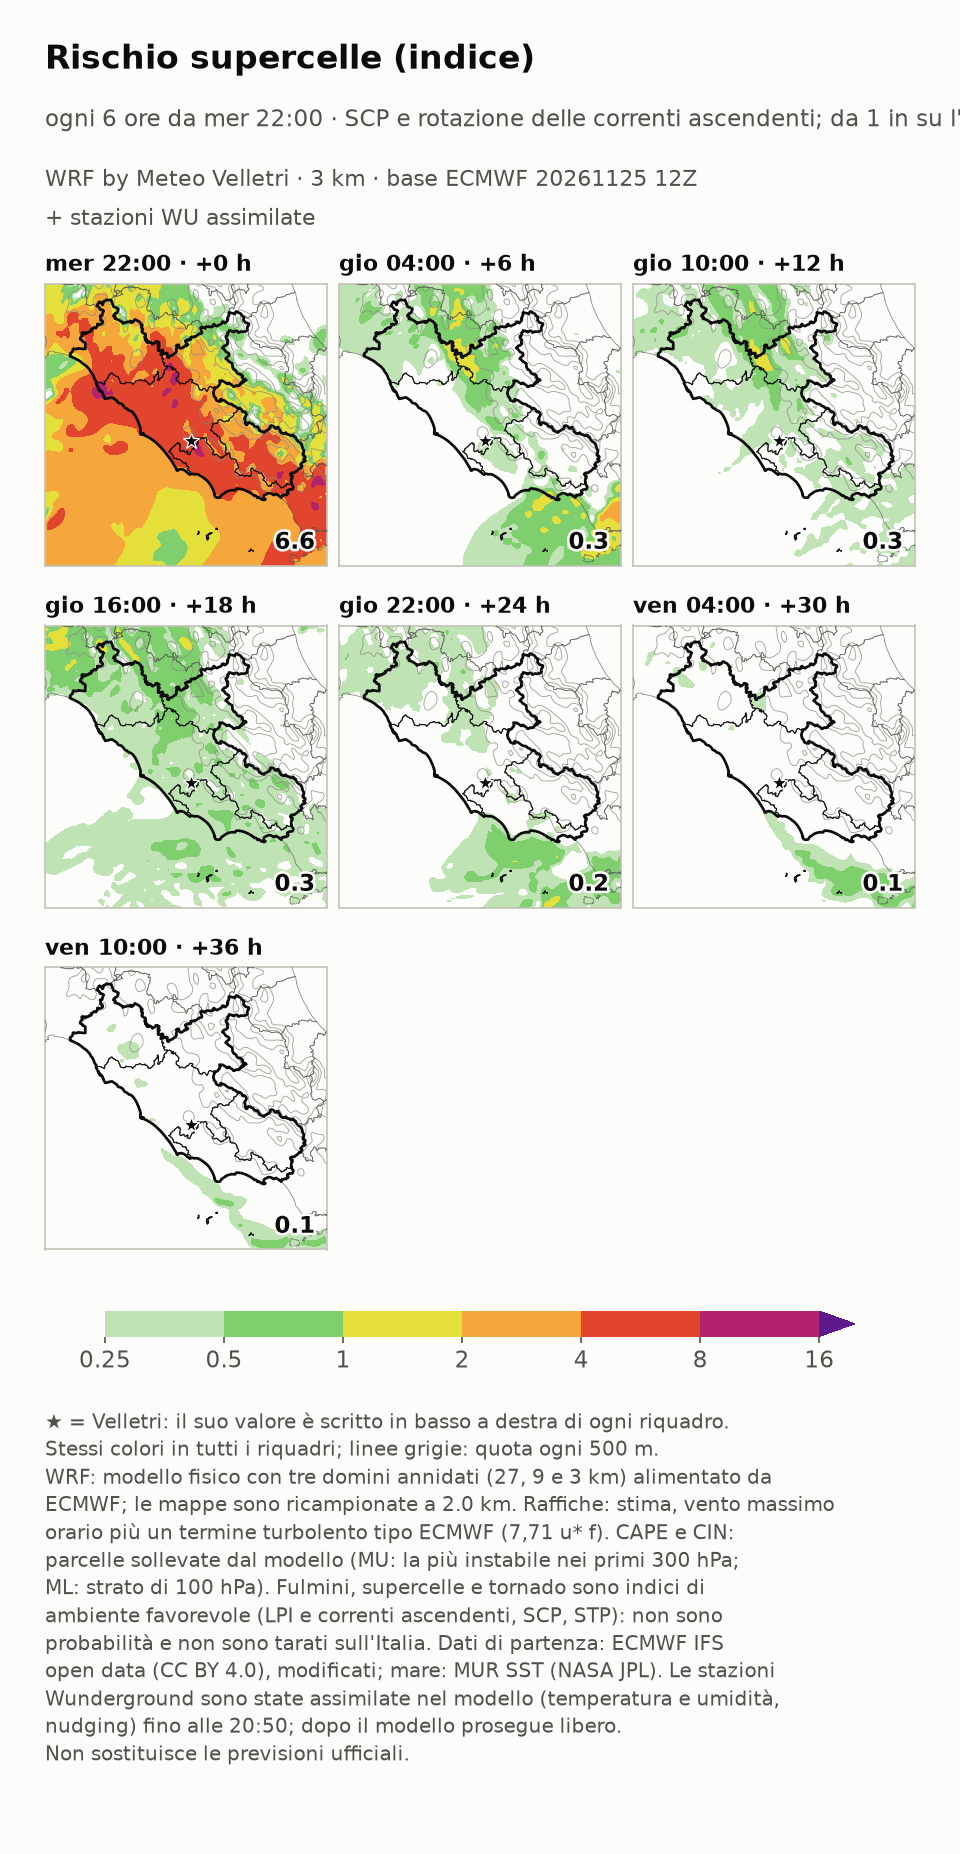 Rischio supercelle (indice)
ogni 6 ore da mer 22:00 · SCP e rotazione delle correnti ascendenti; da 1 in su l'
WRF by Meteo Velletri · 3 km · base ECMWF 20261125 12Z
+ stazioni WU assimilate
mer 22:00 · +0 h
gio 04:00 · +6 h
gio 10:00 · +12 h
6.6
0.3
0.3
gio 16:00 · +18 h
gio 22:00 · +24 h
ven 04:00 · +30 h
0.3
0.2
0.1
ven 10:00 · +36 h
0.1
0.25
0.5
1
2
4
8
16
★ = Velletri: il suo valore è scritto in basso a destra di ogni riquadro.
Stessi colori in tutti i riquadri; linee grigie: quota ogni 500 m.
WRF: modello fisico con tre domini annidati (27, 9 e 3 km) alimentato da
ECMWF; le mappe sono ricampionate a 2.0 km. Raffiche: stima, vento massimo
orario più un termine turbolento tipo ECMWF (7,71 u* f). CAPE e CIN:
parcelle sollevate dal modello (MU: la più instabile nei primi 300 hPa;
ML: strato di 100 hPa). Fulmini, supercelle e tornado sono indici di
ambiente favorevole (LPI e correnti ascendenti, SCP, STP): non sono
probabilità e non sono tarati sull'Italia. Dati di partenza: ECMWF IFS
open data (CC BY 4.0), modificati; mare: MUR SST (NASA JPL). Le stazioni
Wunderground sono state assimilate nel modello (temperatura e umidità,
nudging) fino alle 20:50; dopo il modello prosegue libero.
Non sostituisce le previsioni ufficiali.